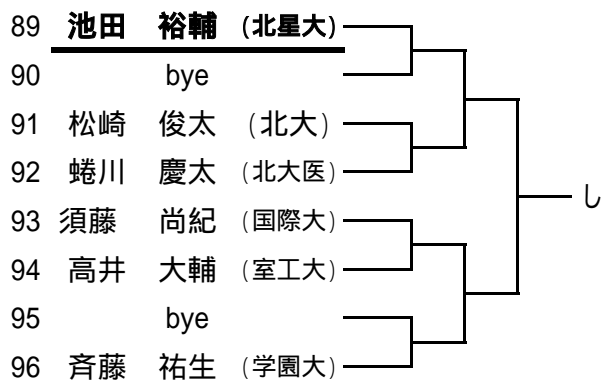 89 池田 裕輔 (北星大)
90 bye
91 松崎 俊太 (北大)
92 蜷川 慶太 (北大医)
93 須藤 尚紀 (国際大)
94 高井 大輔 (室工大)
95 bye
96 斉藤 祐生 (学園大)
し